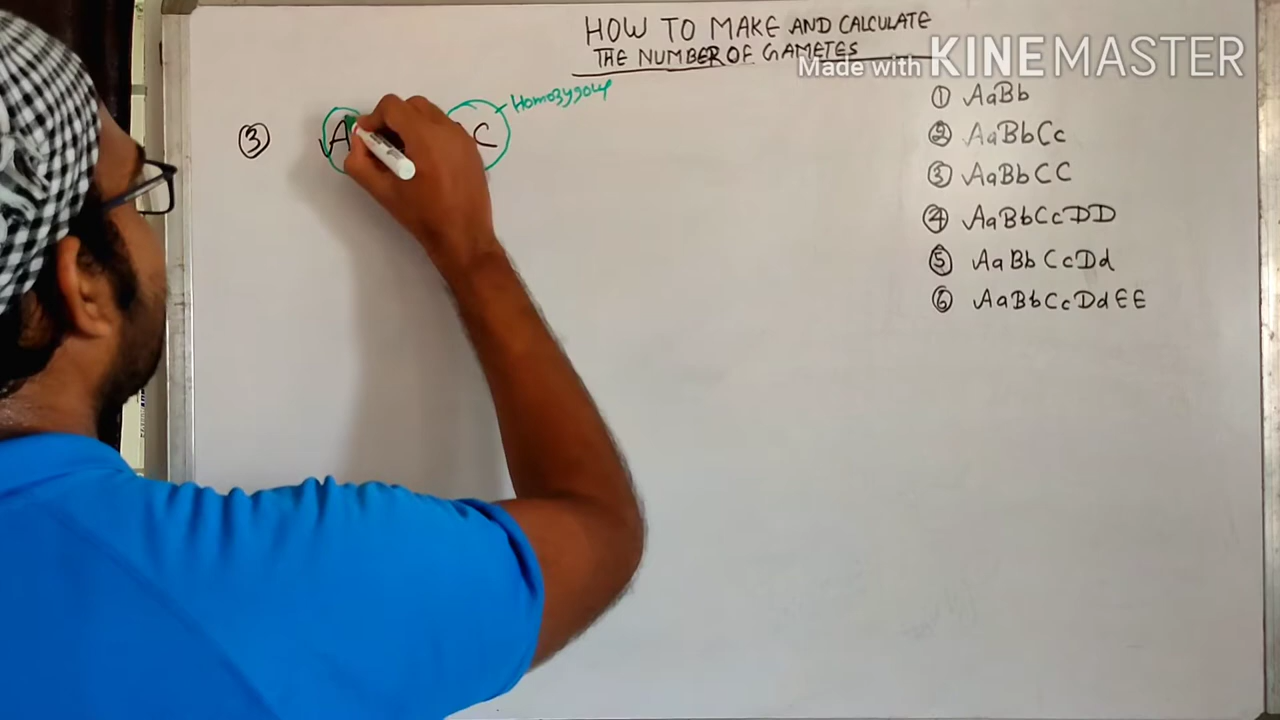 HOW TO MAKE AND CALCULATE
THE NUMBER OF GAMETES
Made with KINEMASTER
① AaBb
② AaBbCc
③ AaBbCC
④ AaBbCcDD
⑤ AaBbCcDd
⑥ AaBbCcDdEE
Homozygous
③ A C